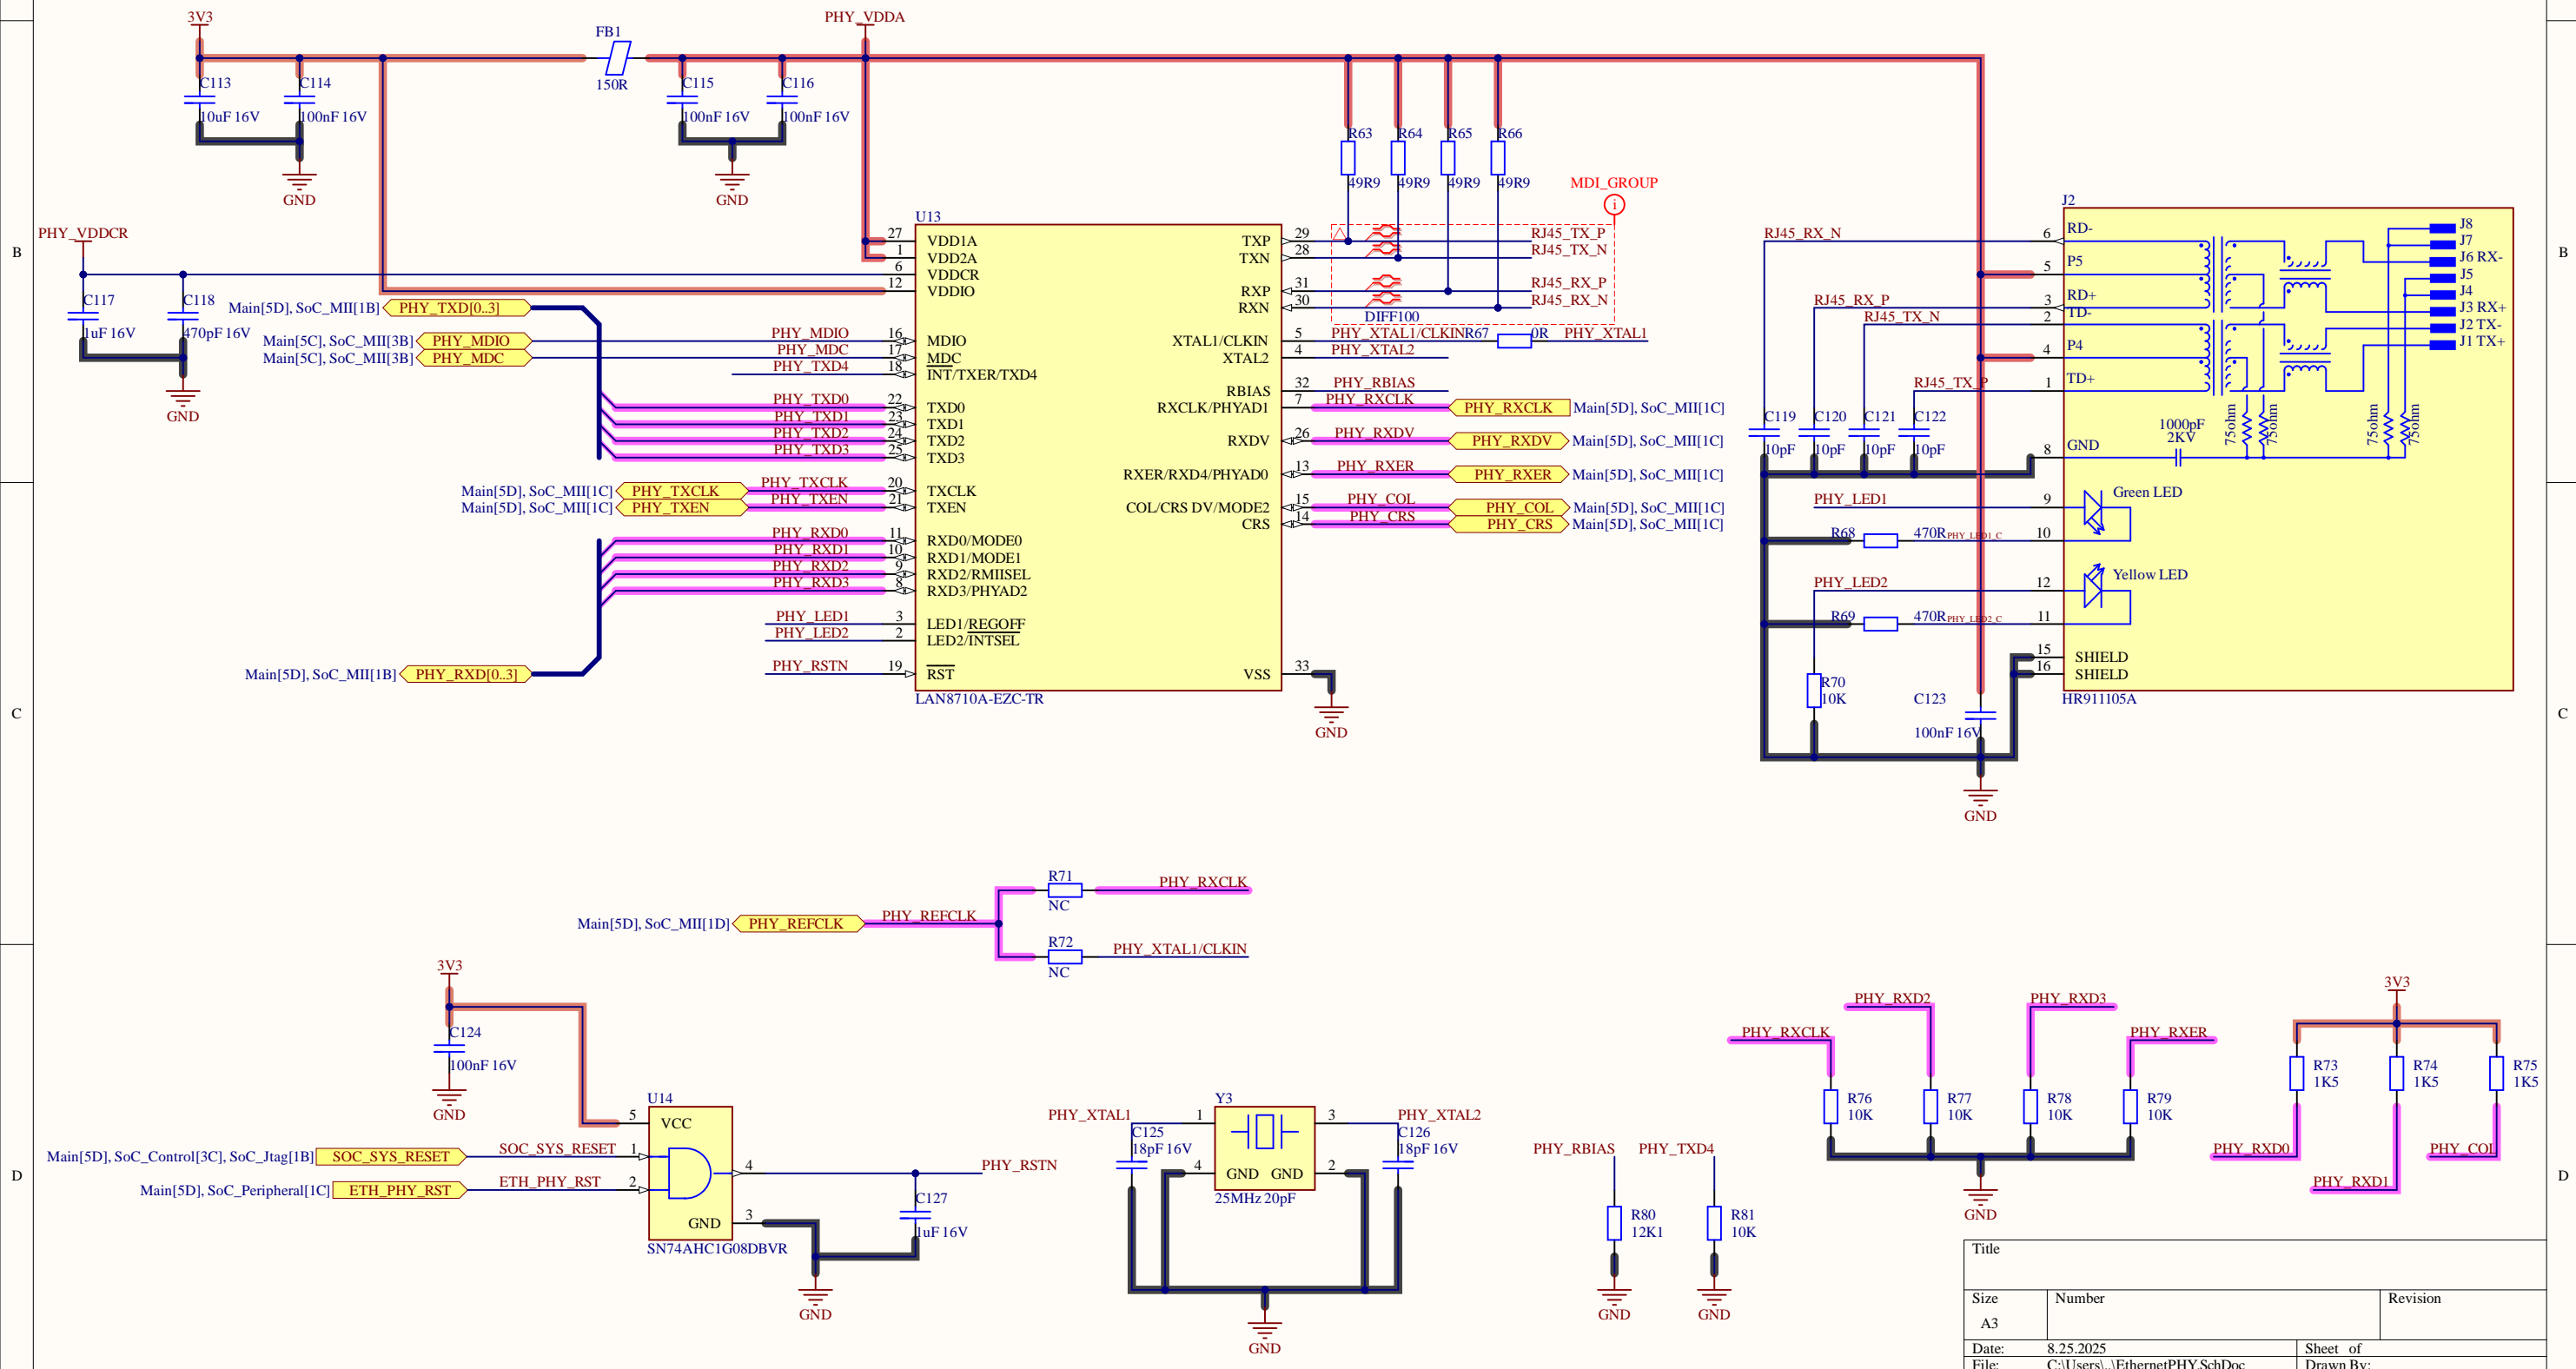 3V3
PHY_VDDA
FB1
150R
C113
10uF 16V
C114
100nF 16V
C115
100nF 16V
C116
100nF 16V
GND
GND
R63
49R9
R64
49R9
R65
49R9
R66
49R9
MDI_GROUP
i
PHY_VDDCR
C117
1uF 16V
C118
470pF 16V
GND
Main[5D], SoC_MII[1B] PHY_TXD[0..3]
Main[5C], SoC_MII[3B] PHY_MDIO
Main[5C], SoC_MII[3B] PHY_MDC
Main[5D], SoC_MII[1C] PHY_TXCLK
Main[5D], SoC_MII[1C] PHY_TXEN
Main[5D], SoC_MII[1B] PHY_RXD[0..3]
U13
27 VDD1A
1 VDD2A
6 VDDCR
12 VDDIO
PHY_MDIO 16 MDIO
PHY_MDC 17 MDC
PHY_TXD4 18 INT/TXER/TXD4
PHY_TXD0 22 TXD0
PHY_TXD1 23 TXD1
PHY_TXD2 24 TXD2
PHY_TXD3 25 TXD3
PHY_TXCLK 20 TXCLK
PHY_TXEN 21 TXEN
PHY_RXD0 11 RXD0/MODE0
PHY_RXD1 10 RXD1/MODE1
PHY_RXD2 9 RXD2/RMIISEL
PHY_RXD3 8 RXD3/PHYAD2
PHY_LED1 3 LED1/REGOFF
PHY_LED2 2 LED2/INTSEL
PHY_RSTN 19 RST
LAN8710A-EZC-TR
TXP 29 RJ45_TX_P
TXN 28 RJ45_TX_N
RXP 31 RJ45_RX_P
RXN 30 RJ45_RX_N
DIFF100
XTAL1/CLKIN 5 PHY_XTAL1/CLKIN R67 0R PHY_XTAL1
XTAL2 4 PHY_XTAL2
RBIAS 32 PHY_RBIAS
RXCLK/PHYAD1 7 PHY_RXCLK PHY_RXCLK Main[5D], SoC_MII[1C]
RXDV 26 PHY_RXDV PHY_RXDV Main[5D], SoC_MII[1C]
RXER/RXD4/PHYAD0 13 PHY_RXER PHY_RXER Main[5D], SoC_MII[1C]
COL/CRS DV/MODE2 15 PHY_COL PHY_COL Main[5D], SoC_MII[1C]
CRS 14 PHY_CRS PHY_CRS Main[5D], SoC_MII[1C]
VSS 33
GND
J2
RJ45_RX_N 6 RD-
5 P5
RJ45_RX_P 3 RD+
RJ45_TX_N 2 TD-
4 P4
RJ45_TX_P 1 TD+
8 GND
PHY_LED1 9 Green LED
R68 470R PHY_LED1_C 10
PHY_LED2 12 Yellow LED
R69 470R PHY_LED2_C 11
15 SHIELD
16 SHIELD
HR911105A
J8
J7
J6 RX-
J5
J4
J3 RX+
J2 TX-
J1 TX+
1000pF
2KV
75ohm
75ohm
75ohm
75ohm
C119
10pF
C120
10pF
C121
10pF
C122
10pF
R70
10K
C123
100nF 16V
GND
Main[5D], SoC_MII[1D] PHY_REFCLK PHY_REFCLK
R71
NC
PHY_RXCLK
R72
NC
PHY_XTAL1/CLKIN
3V3
C124
100nF 16V
GND
U14
5 VCC
Main[5D], SoC_Control[3C], SoC_Jtag[1B] SOC_SYS_RESET SOC_SYS_RESET 1
Main[5D], SoC_Peripheral[1C] ETH_PHY_RST ETH_PHY_RST 2
4 PHY_RSTN
GND 3
SN74AHC1G08DBVR
C127
1uF 16V
GND
Y3
PHY_XTAL1 1
3 PHY_XTAL2
C125
18pF 16V
C126
18pF 16V
4 GND GND 2
25MHz 20pF
GND
PHY_RBIAS
R80
12K1
GND
PHY_TXD4
R81
10K
GND
PHY_RXCLK
PHY_RXD2
PHY_RXD3
PHY_RXER
R76
10K
R77
10K
R78
10K
R79
10K
GND
3V3
R73
1K5
R74
1K5
R75
1K5
PHY_RXD0
PHY_RXD1
PHY_COL
B
C
D
B
C
D
Title
Size
A3
Number
Revision
Date: 8.25.2025
Sheet of
File: C:\Users\..\EthernetPHY.SchDoc
Drawn By: